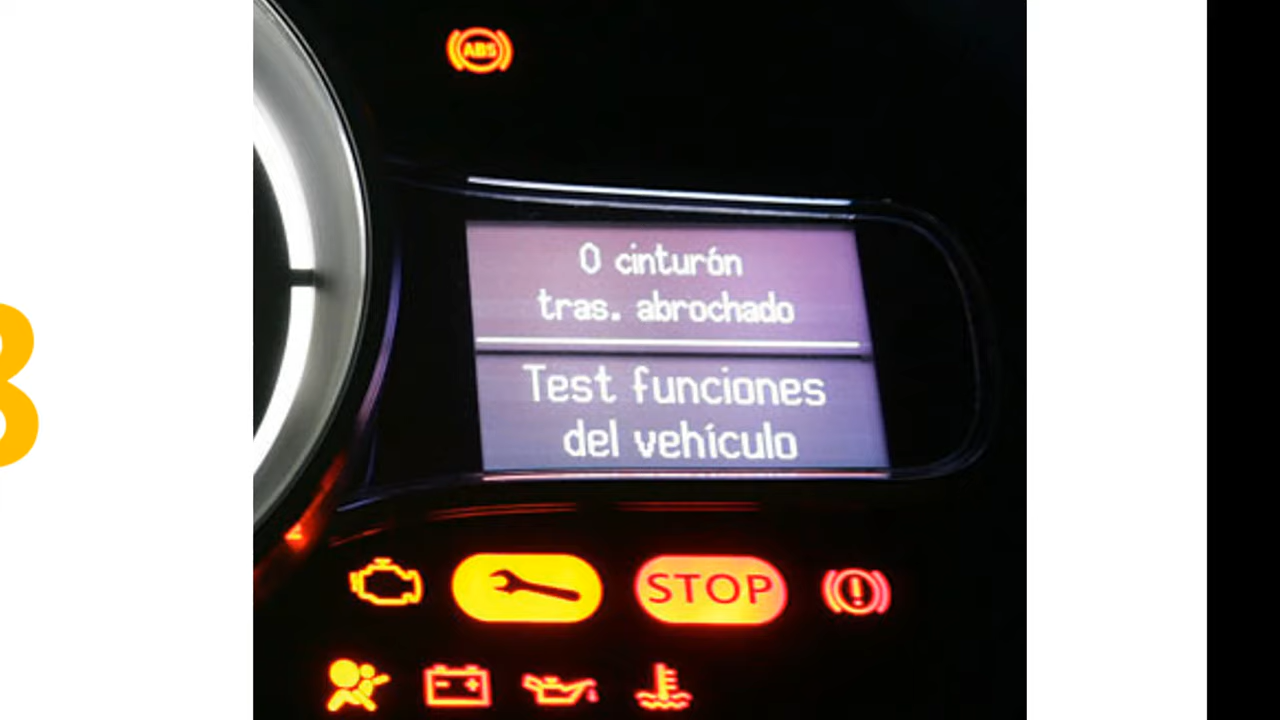 ABS
0 cinturón
tras. abrochado
Test funciones
del vehículo
STOP